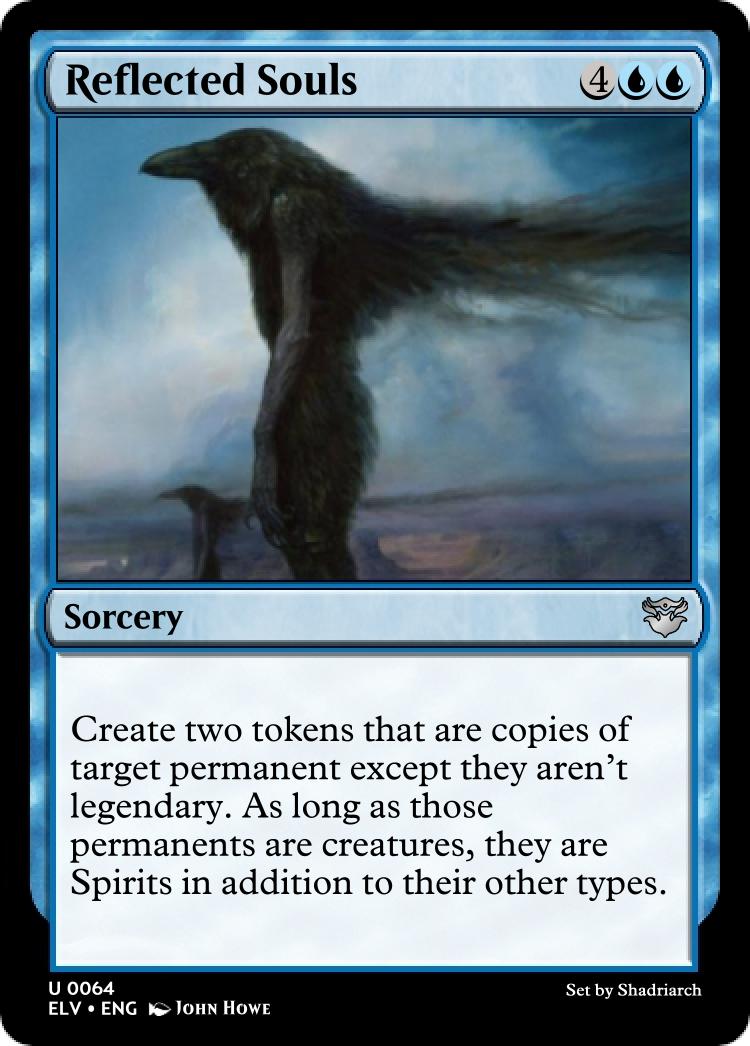 Reflected Souls 4
Sorcery
Create two tokens that are copies of
target permanent except they aren't
legendary. As long as those
permanents are creatures, they are
Spirits in addition to their other types.
U 0064
ELV • ENG JOHN HOWE
Set by Shadriarch